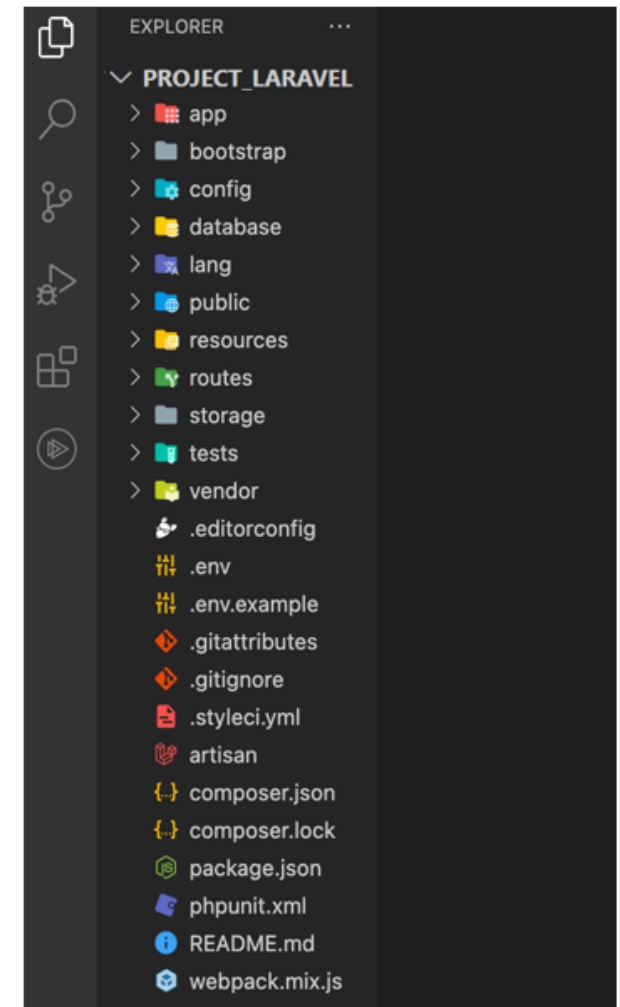 EXPLORER ...
PROJECT_LARAVEL
app
bootstrap
config
database
lang
public
resources
routes
storage
tests
vendor
.editorconfig
.env
.env.example
.gitattributes
.gitignore
.styleci.yml
artisan
composer.json
composer.lock
package.json
phpunit.xml
README.md
webpack.mix.js